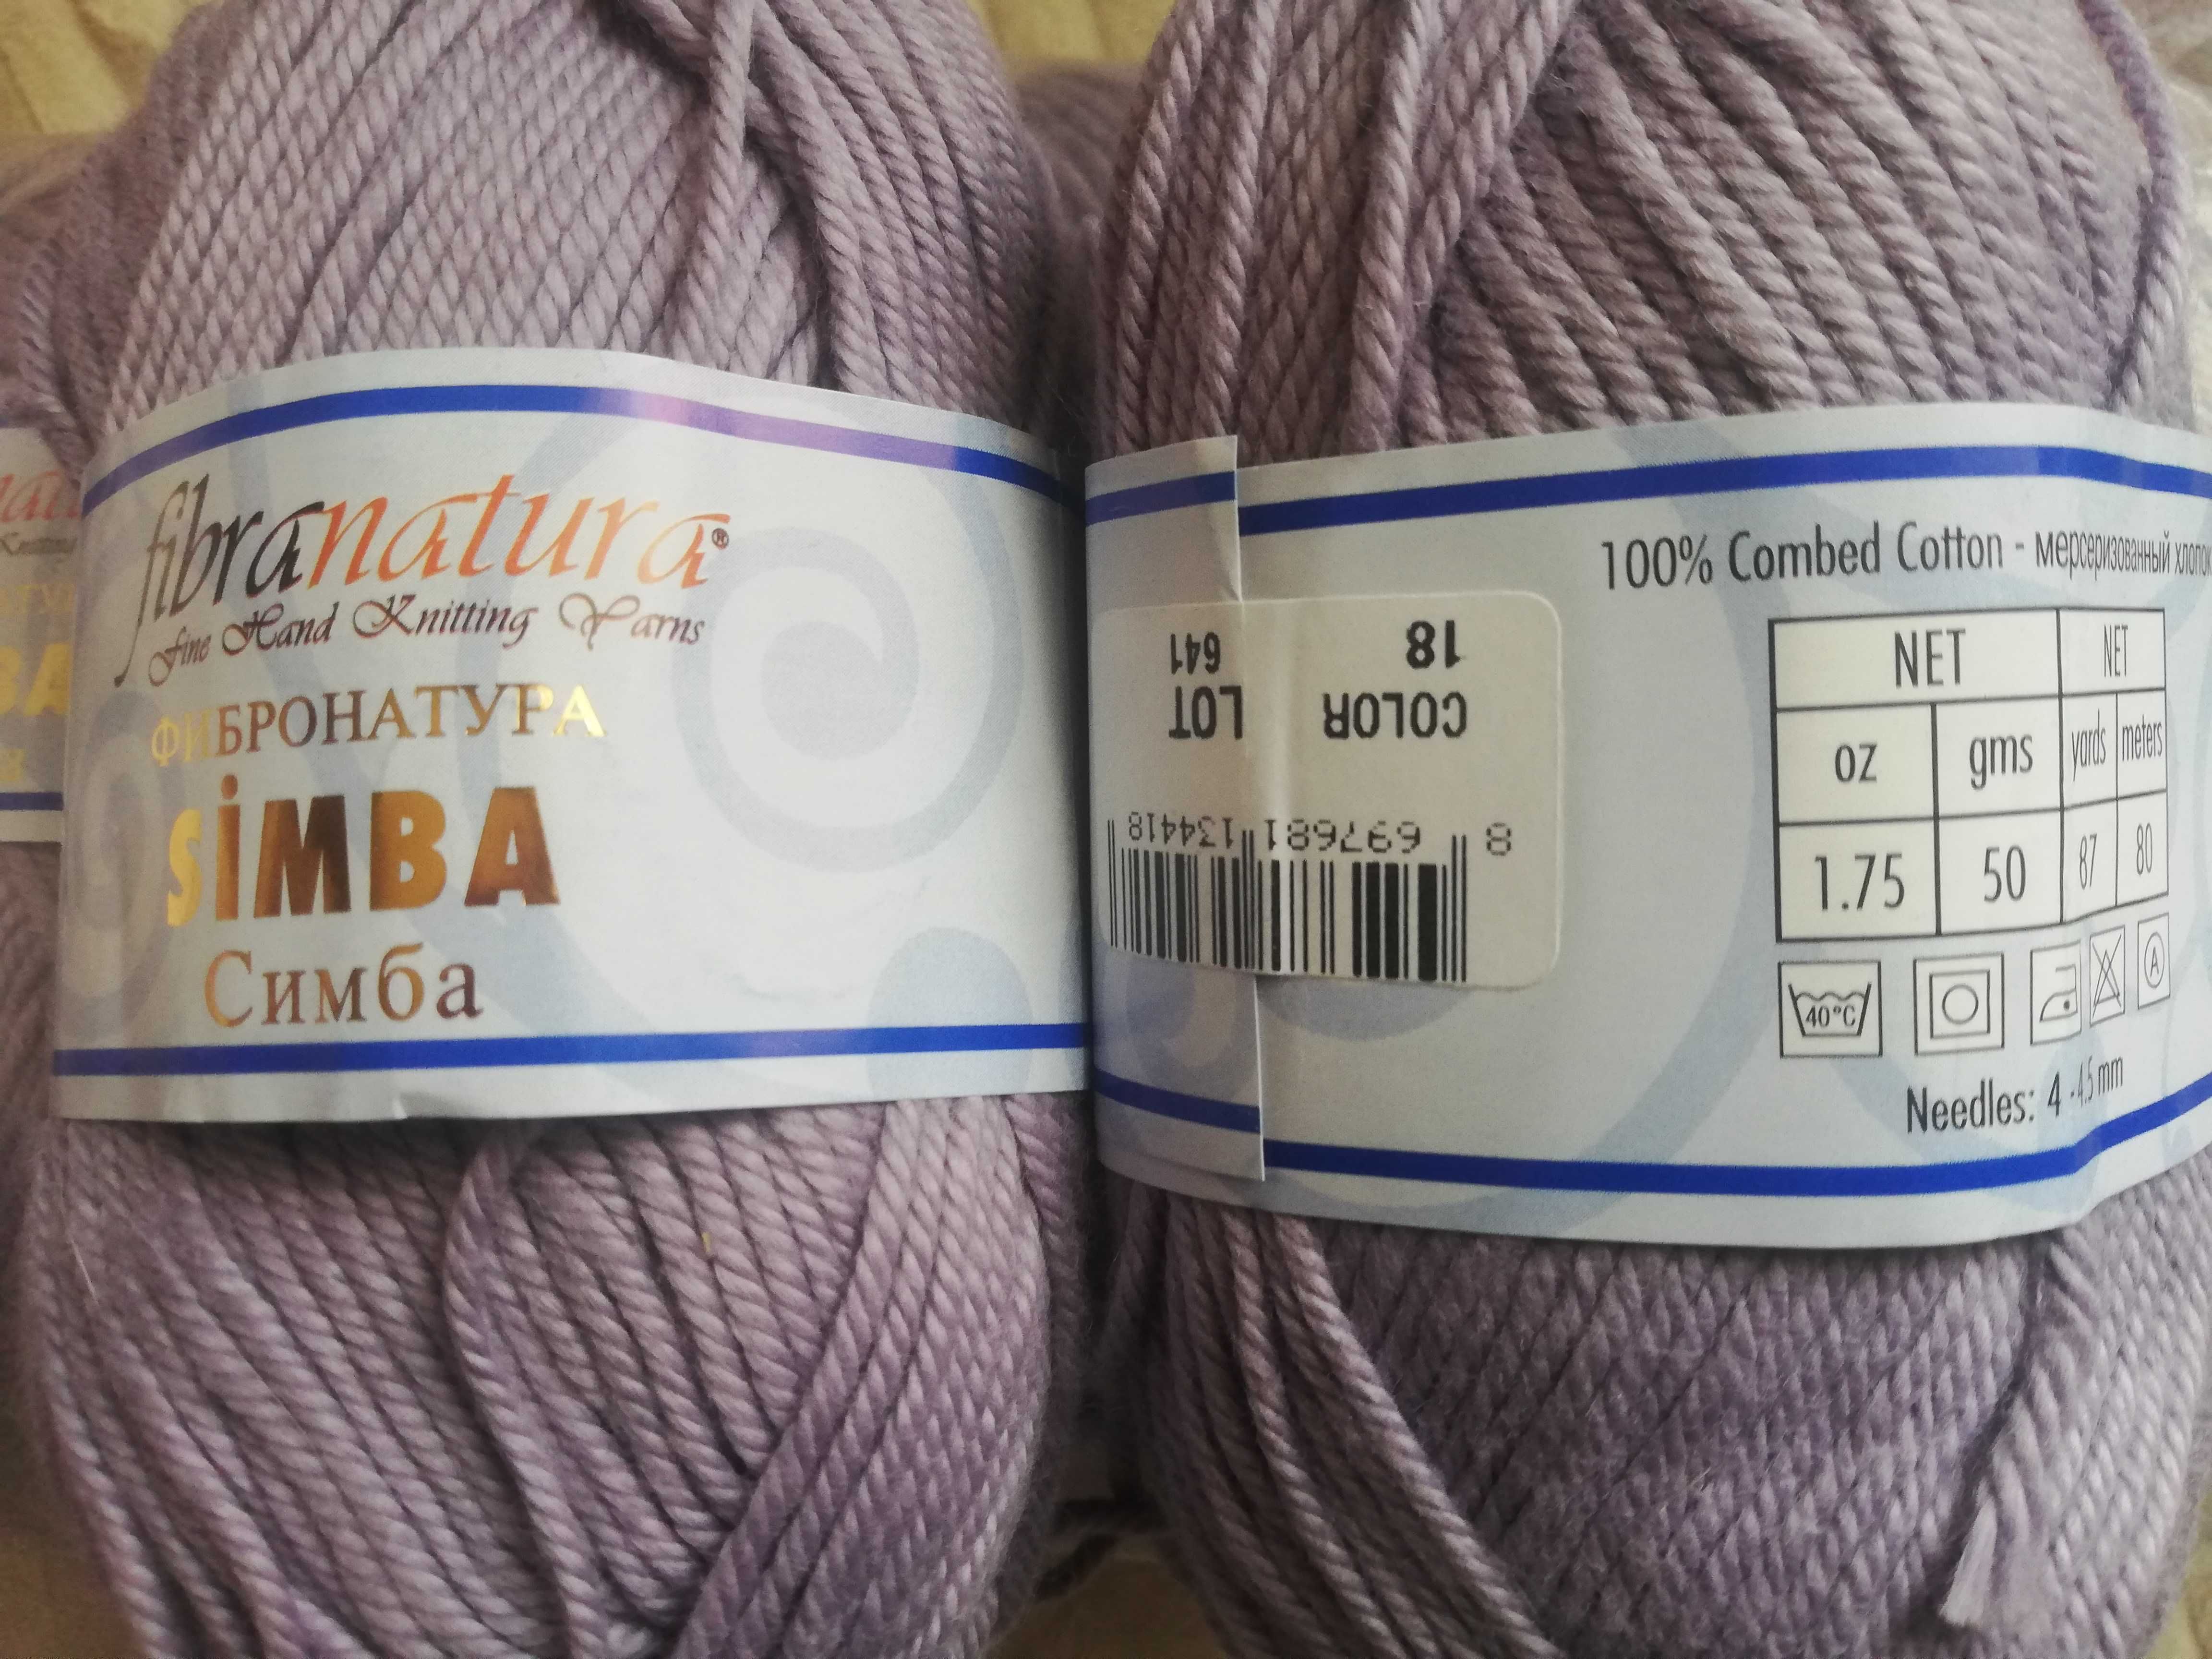 fibranatura®
Fine Hand Knitting Yarns
ФИБРОНАТУРА
SİMBA
Симба
100% Combed Cotton - мерсеризованный хлопок
COLOR LOT
18 641
8 697681 134418
NET NET
oz gms yards meters
1.75 50 87 80
40°C A
Needles: 4 - 4.5 mm